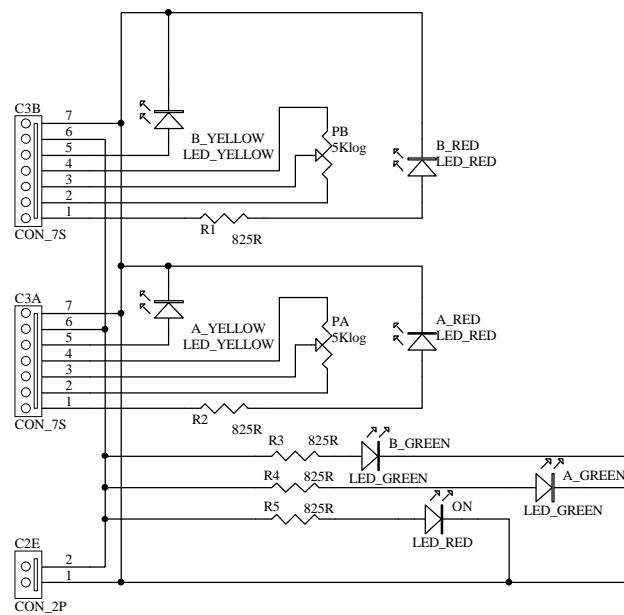 C3B
7
6
5
4
3
2
1
CON_7S
B_YELLOW
LED_YELLOW
PB
5Klog
B_RED
LED_RED
R1
825R
C3A
7
6
5
4
3
2
1
CON_7S
A_YELLOW
LED_YELLOW
PA
5Klog
A_RED
LED_RED
R2
825R
R3
825R
B_GREEN
LED_GREEN
R4
825R
A_GREEN
LED_GREEN
R5
825R
ON
LED_RED
C2E
2
1
CON_2P